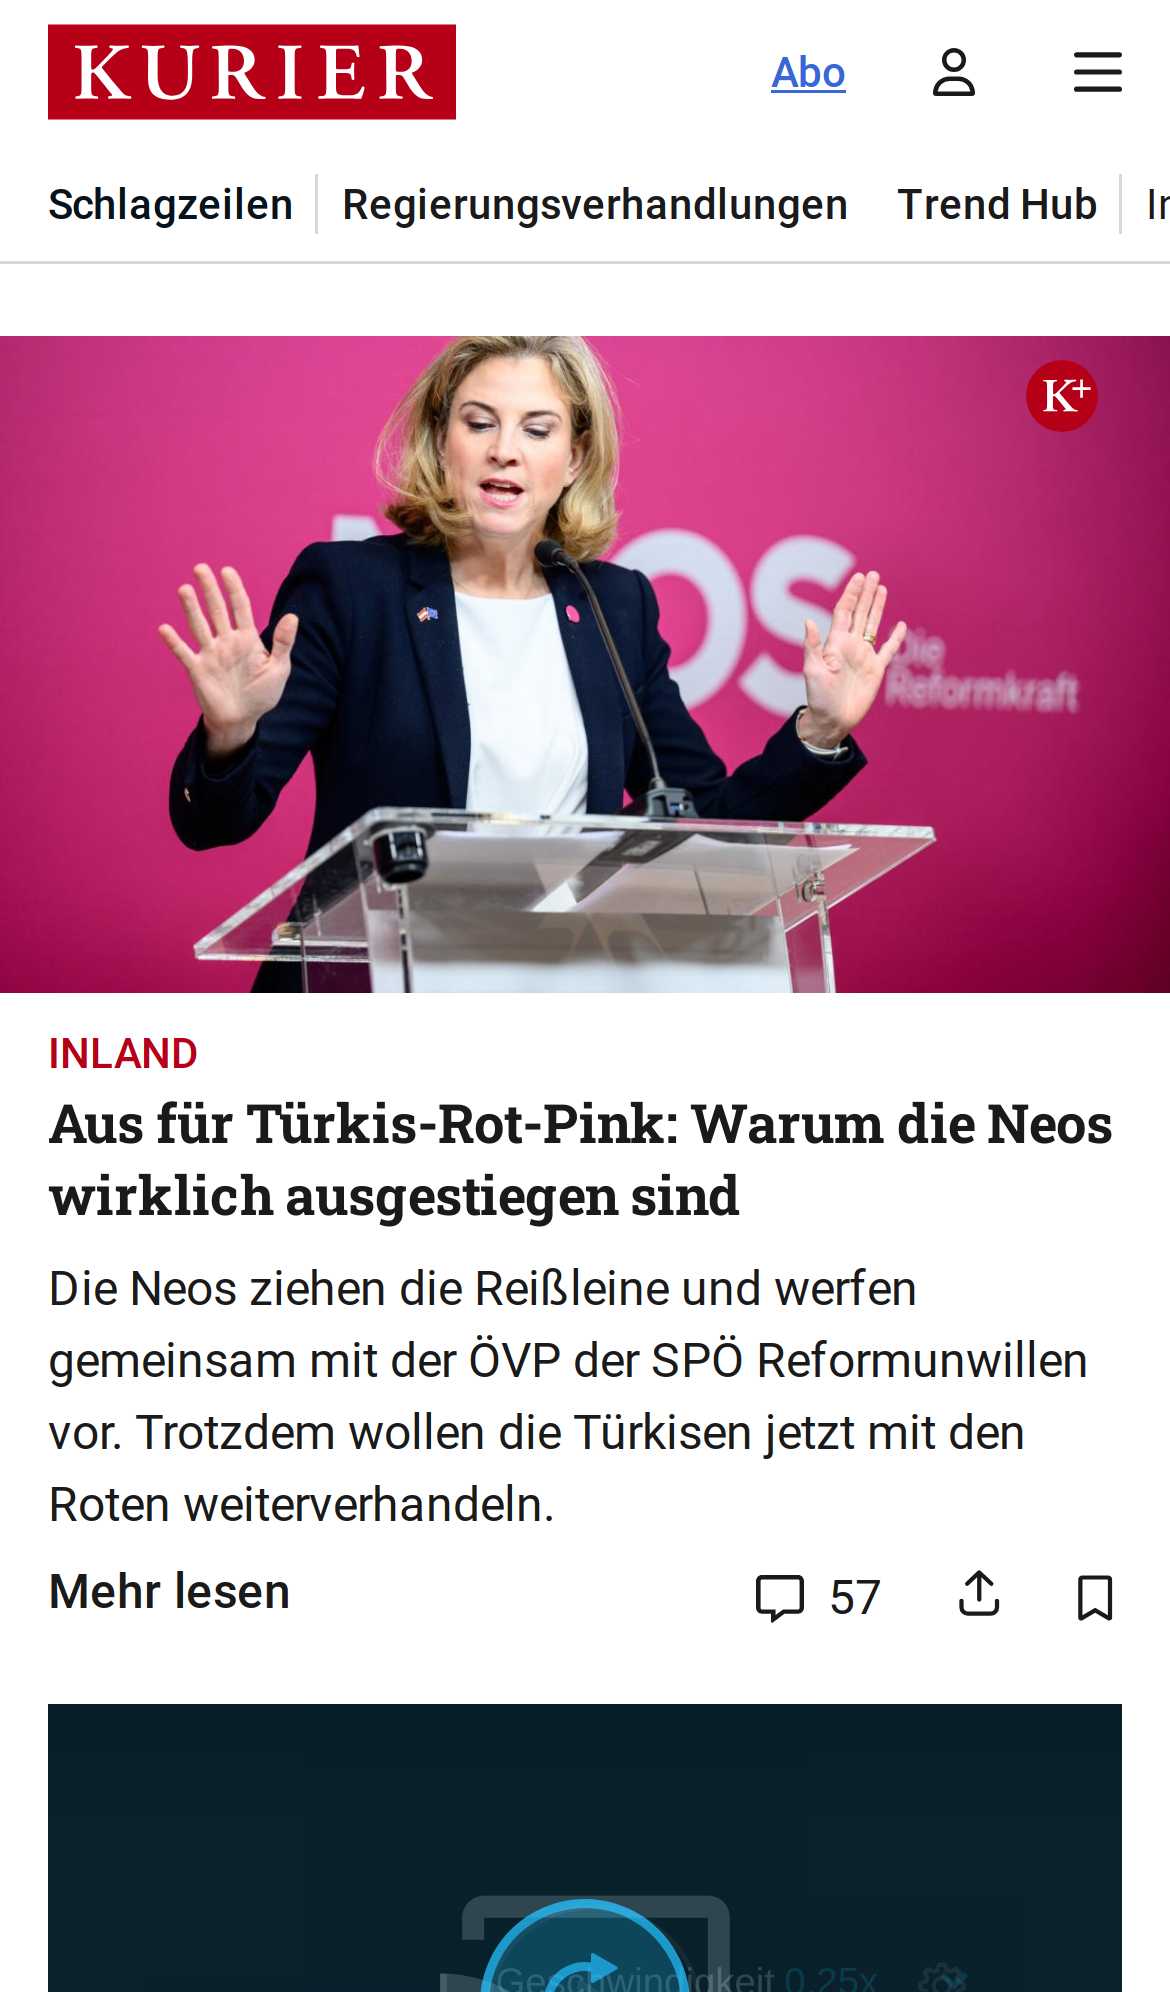 KURIER
Abo
Schlagzeilen
Regierungsverhandlungen
Trend Hub
K+
OS
Die
Reformkraft
INLAND
Aus für Türkis-Rot-Pink: Warum die Neos
wirklich ausgestiegen sind
Die Neos ziehen die Reißleine und werfen
gemeinsam mit der ÖVP der SPÖ Reformunwillen
vor. Trotzdem wollen die Türkisen jetzt mit den
Roten weiterverhandeln.
Mehr lesen
57
Geschwindigkeit 0.25x